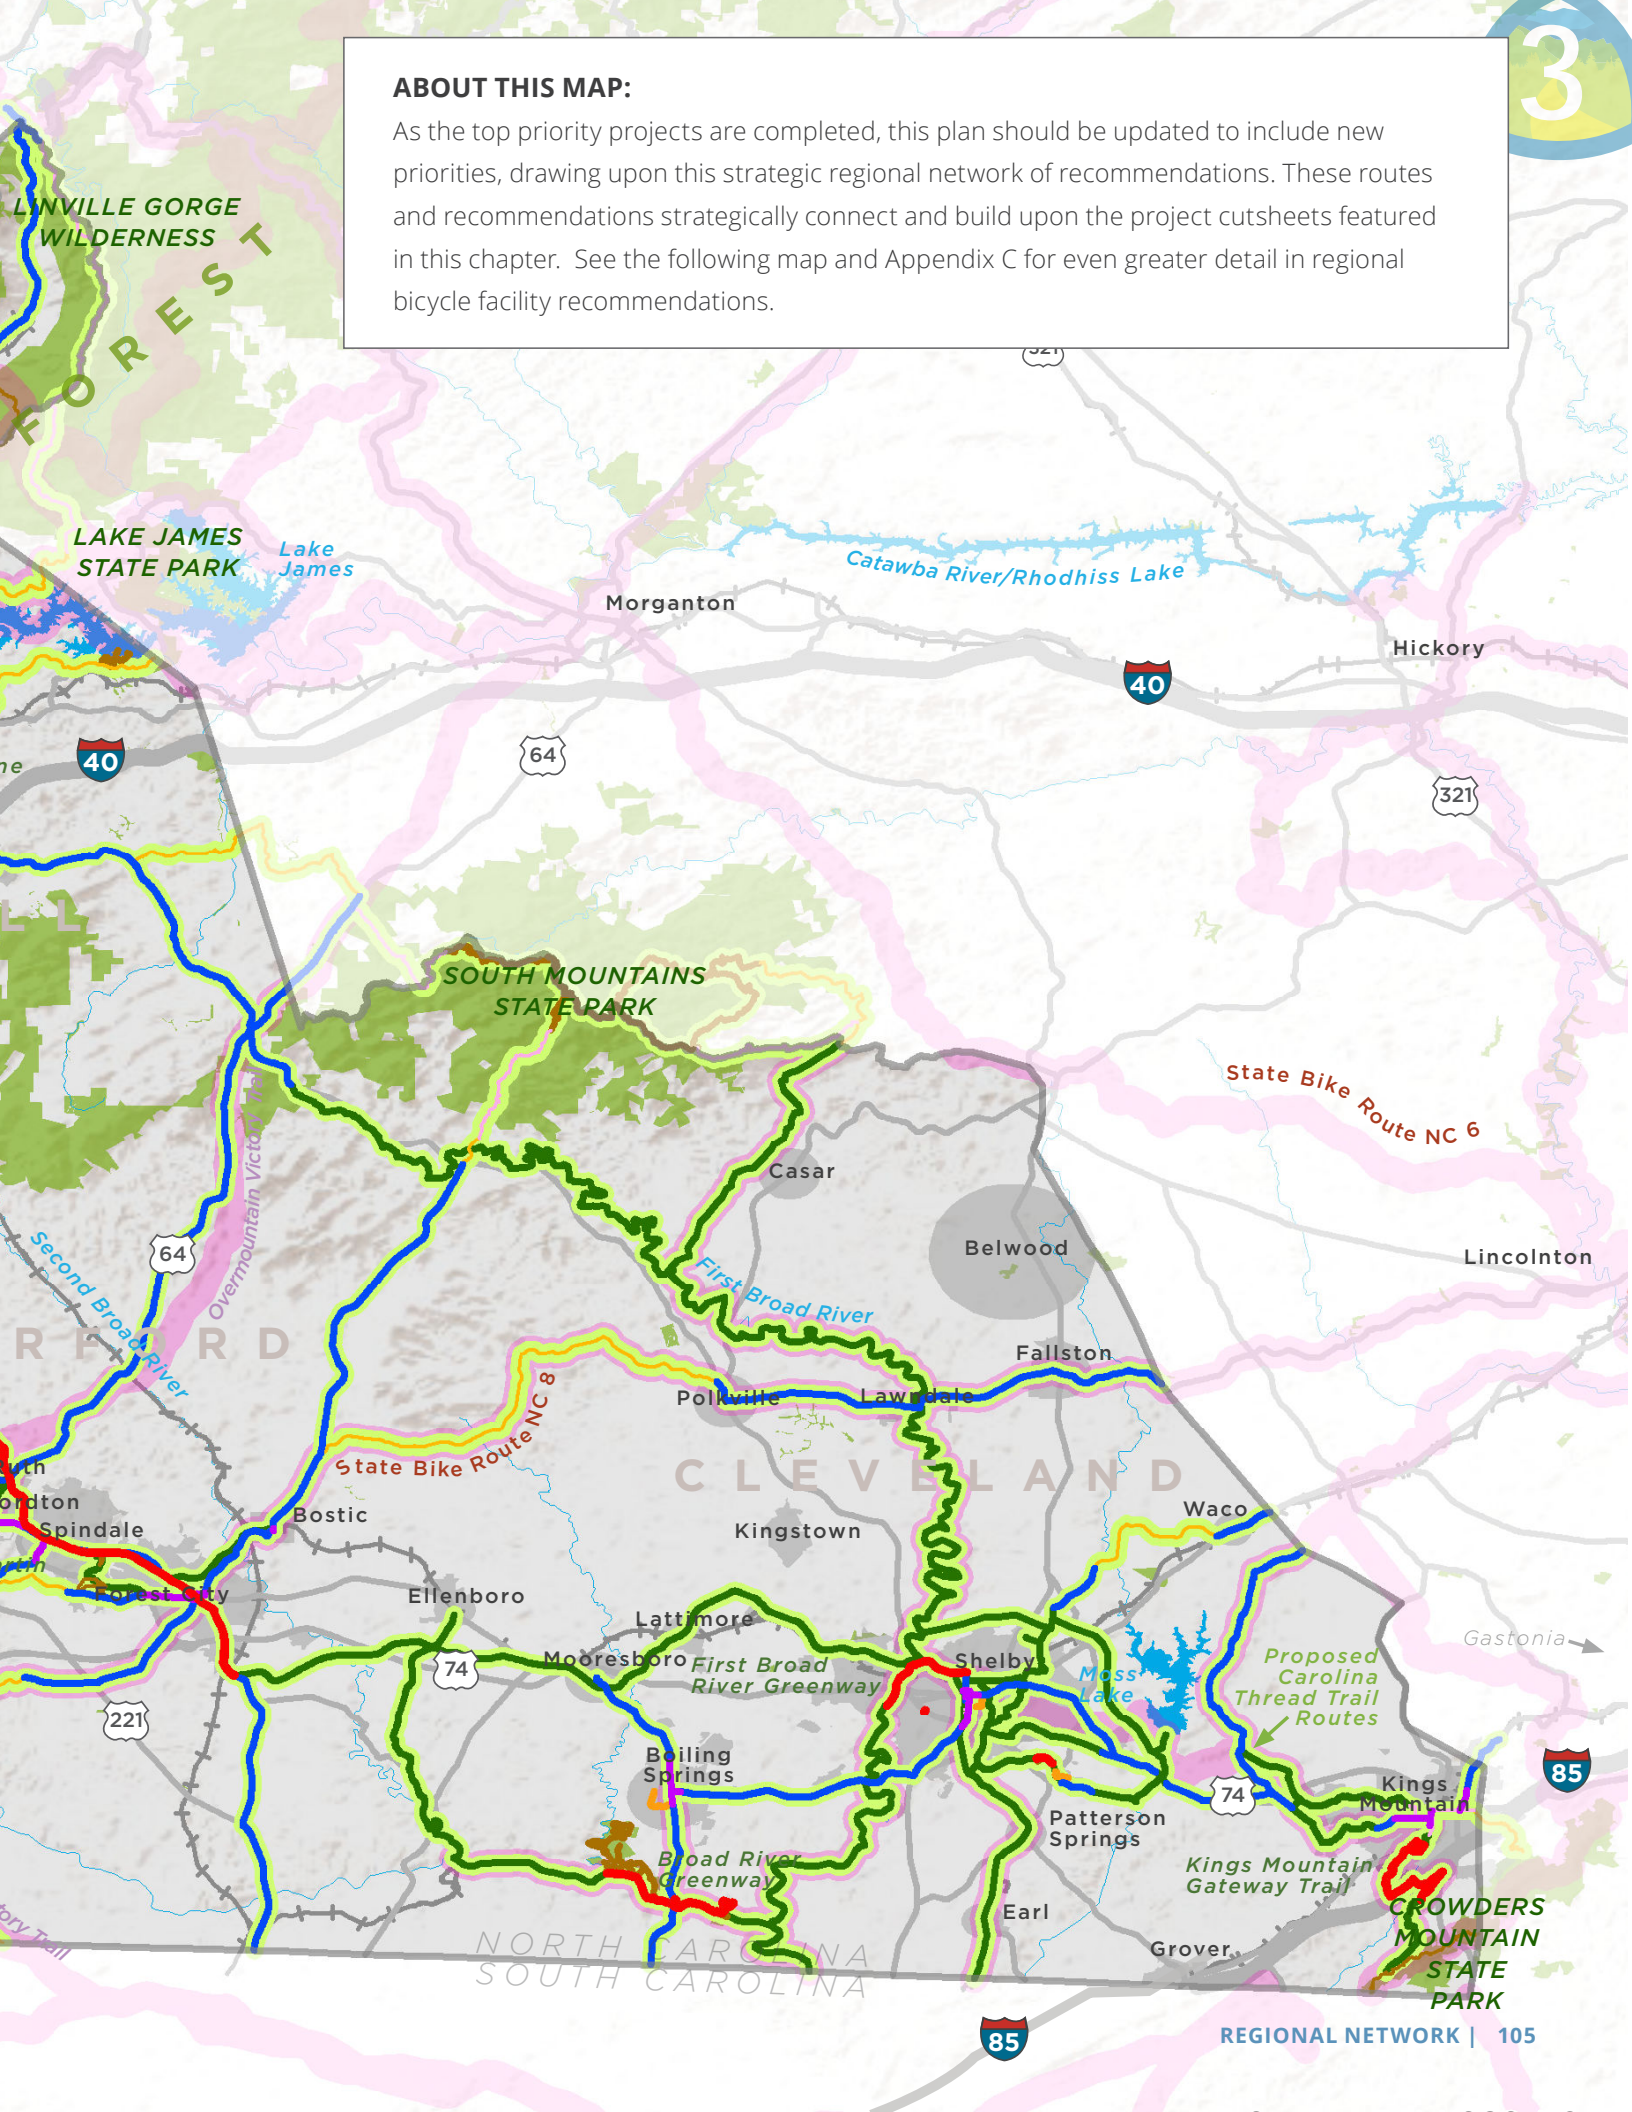 3
ABOUT THIS MAP:
As the top priority projects are completed, this plan should be updated to include new
priorities, drawing upon this strategic regional network of recommendations. These routes
and recommendations strategically connect and build upon the project cutsheets featured
in this chapter.  See the following map and Appendix C for even greater detail in regional
bicycle facility recommendations.
LINVILLE GORGE
WILDERNESS
FOREST
321
LAKE JAMES
STATE PARK
Lake
James
Catawba River/Rhodhiss Lake
Morganton
Hickory
40
40
64
321
ne
L L
SOUTH MOUNTAINS
STATE PARK
State Bike Route NC 6
Casar
Overmountain Victory Trail
Belwood
64
Lincolnton
Second Broad River
First Broad River
R F O R D
Fallston
Polkville
Lawndale
State Bike Route NC 8
CLEVELAND
Bostic
Waco
Kingstown
Spindale
Forest City
Ellenboro
Lattimore
Mooresboro
First Broad
River Greenway
Shelby
Moss
Lake
Gastonia
Proposed
Carolina
Thread Trail
Routes
74
221
Boiling
Springs
85
74
Kings
Mountain
Patterson
Springs
Broad River
Greenway
Kings Mountain
Gateway Trail
Earl
CROWDERS
MOUNTAIN
STATE
PARK
Grover
NORTH CAROLINA
SOUTH CAROLINA
85
REGIONAL NETWORK |   105